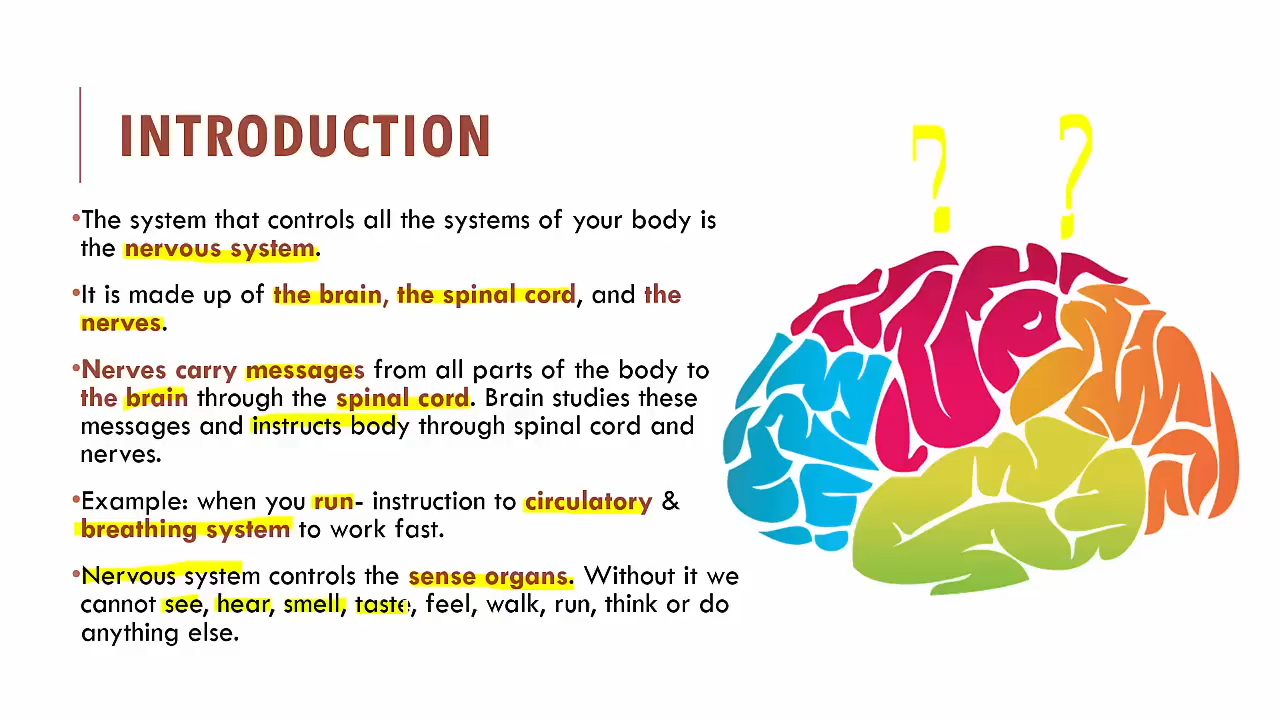 INTRODUCTION
•The system that controls all the systems of your body is
the nervous system.
•It is made up of the brain, the spinal cord, and the
nerves.
•Nerves carry messages from all parts of the body to
the brain through the spinal cord. Brain studies these
messages and instructs body through spinal cord and
nerves.
•Example: when you run- instruction to circulatory &
breathing system to work fast.
•Nervous system controls the sense organs. Without it we
cannot see, hear, smell, taste, feel, walk, run, think or do
anything else.
? ?